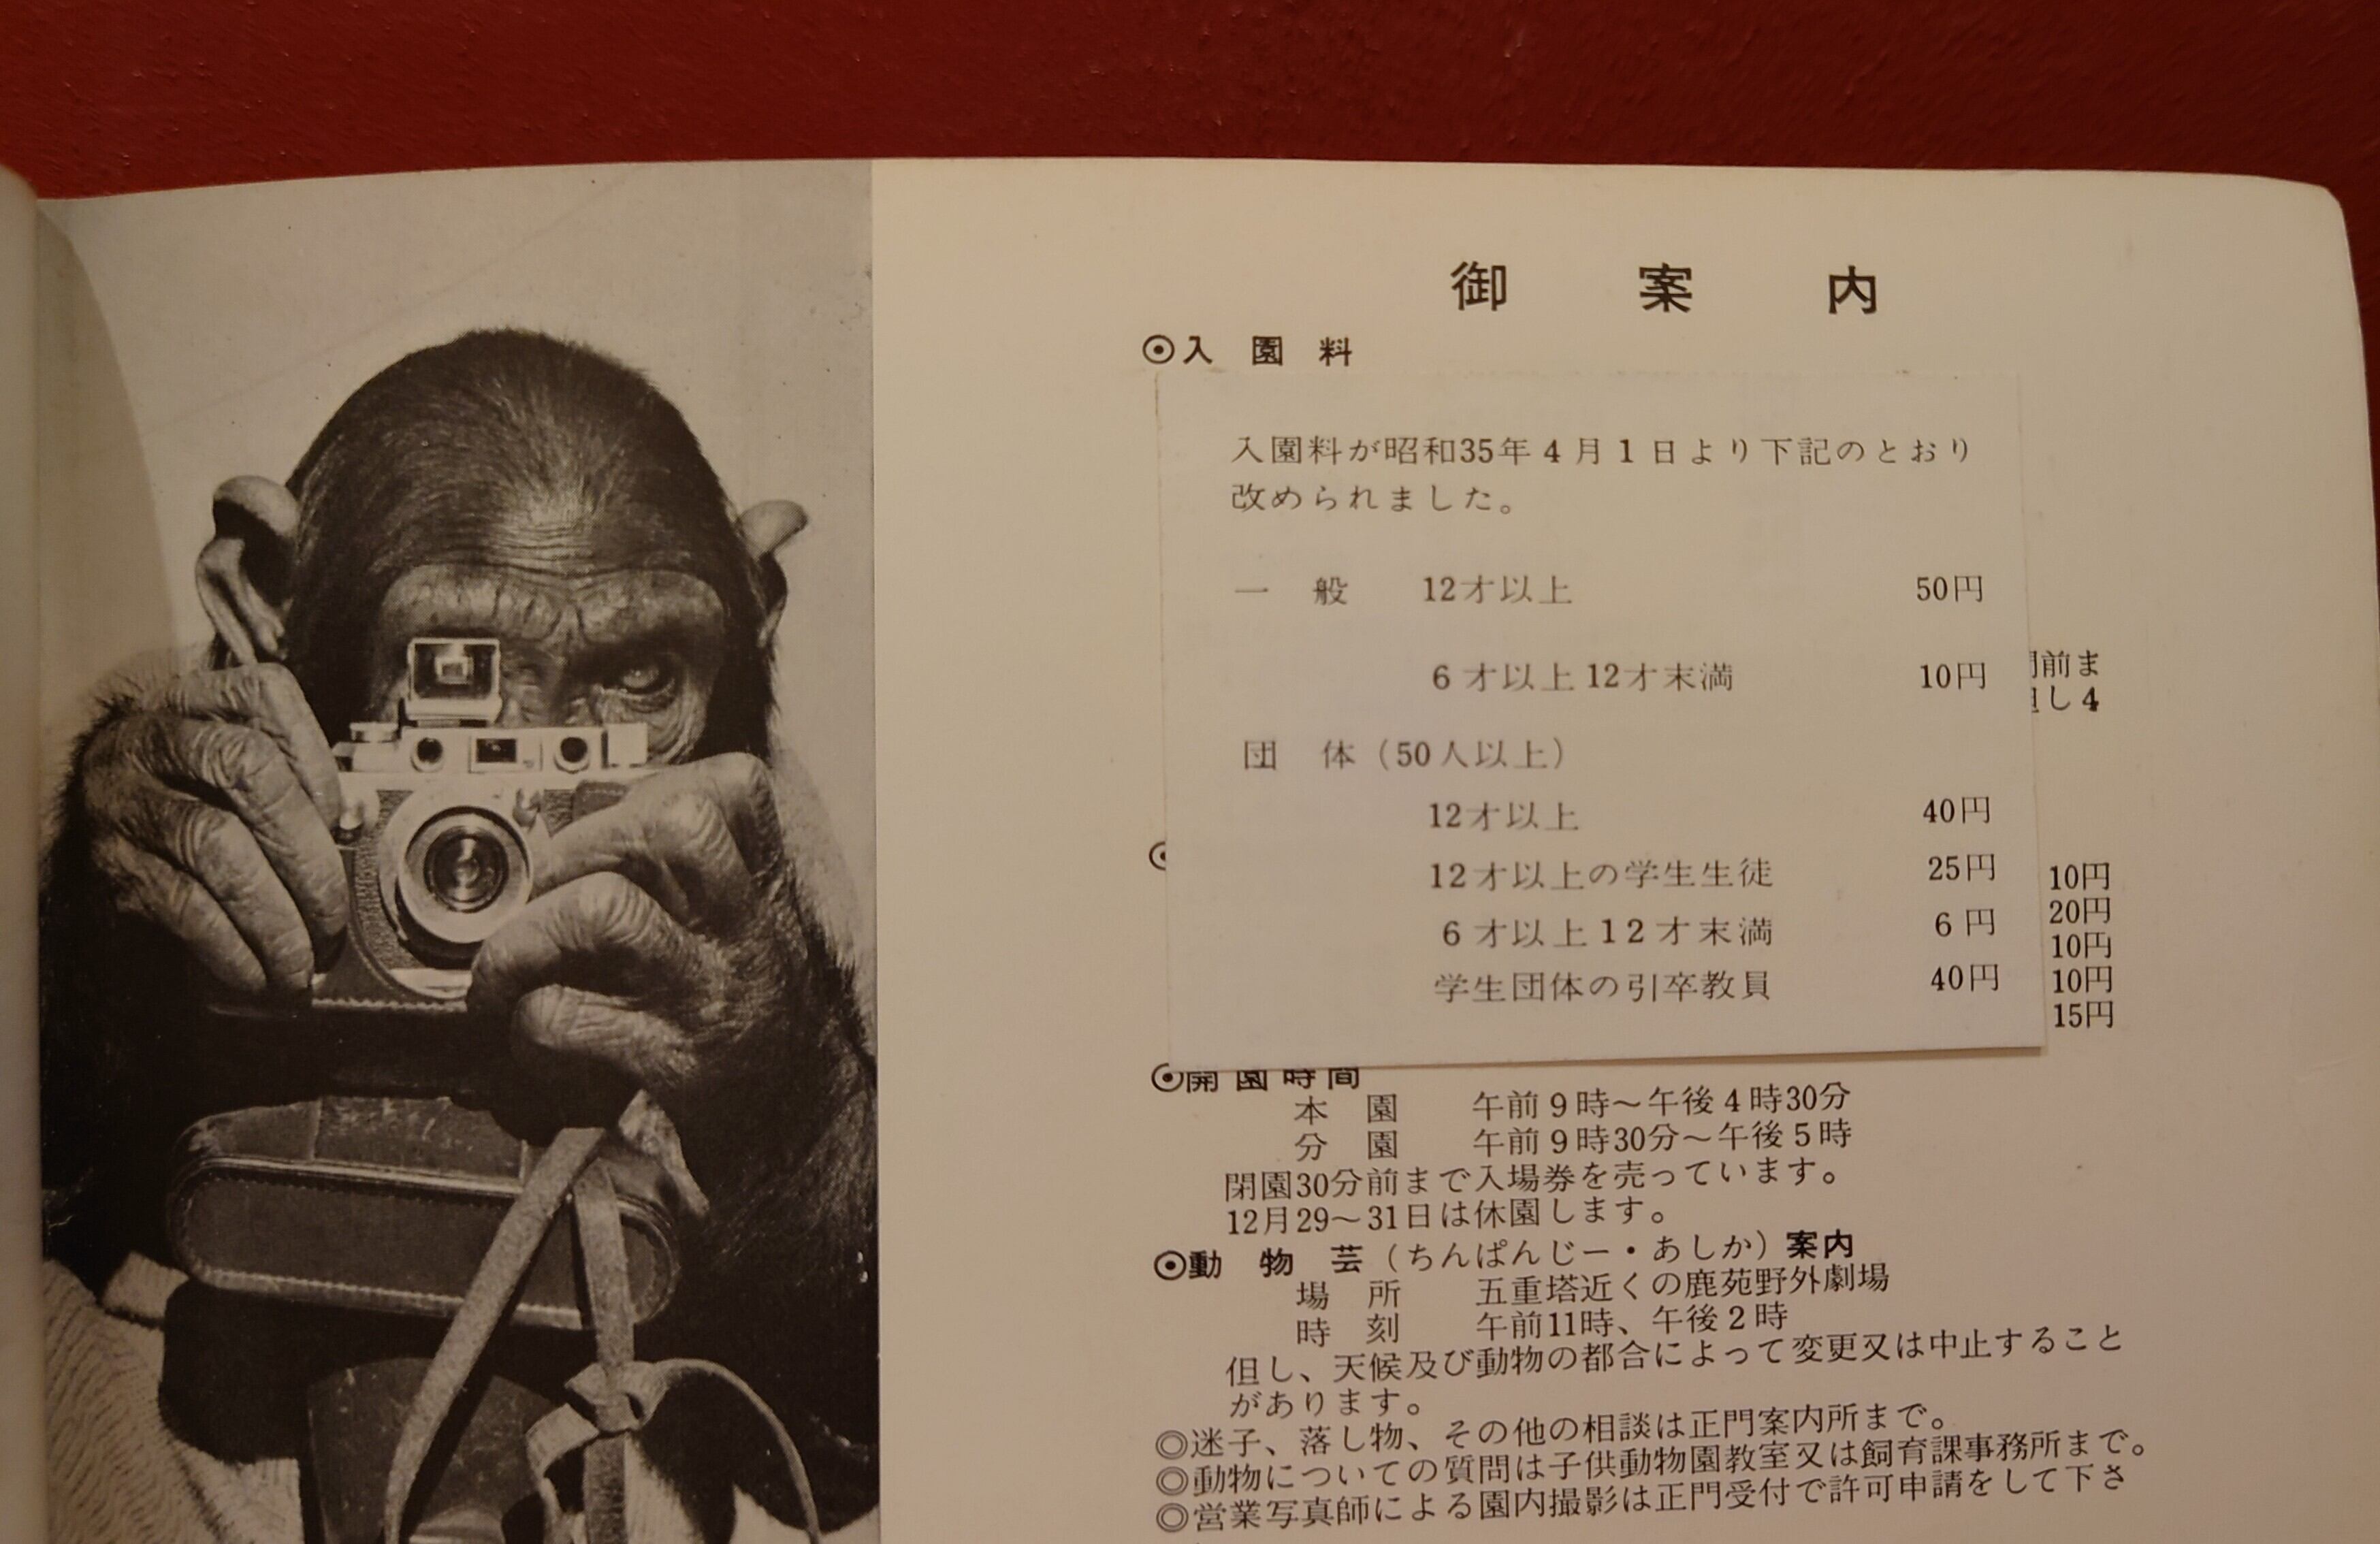 御案内
◉入園料
入園料が昭和35年4月1日より下記のとおり
改められました。
一般 12才以上 50円
6才以上12才末満 10円
前ま
し4
団体（50人以上）
12才以上 40円
12才以上の学生生徒 25円 10円
20円
6才以上12才末満 6円 10円
学生団体の引卒教員 40円 10円
15円
◉開園時間
本園 午前9時～午後4時30分
分園 午前9時30分～午後5時
閉園30分前まで入場券を売っています。
12月29～31日は休園します。
◉動物芸（ちんぱんじー・あしか）案内
場所 五重塔近くの鹿苑野外劇場
時刻 午前11時、午後2時
但し、天候及び動物の都合によって変更又は中止すること
があります。
◎迷子、落し物、その他の相談は正門案内所まで。
◎動物についての質問は子供動物園教室又は飼育課事務所まで。
◎営業写真師による園内撮影は正門受付で許可申請をして下さ